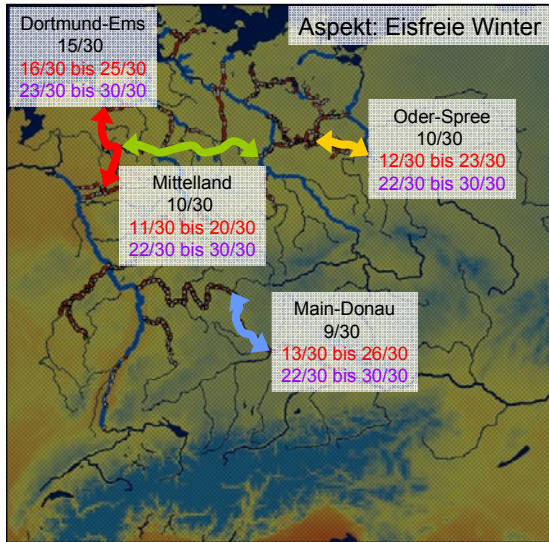 Dortmund-Ems
15/30
16/30 bis 25/30
23/30 bis 30/30
Aspekt: Eisfreie Winter
Oder-Spree
10/30
12/30 bis 23/30
22/30 bis 30/30
Mittelland
10/30
11/30 bis 20/30
22/30 bis 30/30
Main-Donau
9/30
13/30 bis 26/30
22/30 bis 30/30